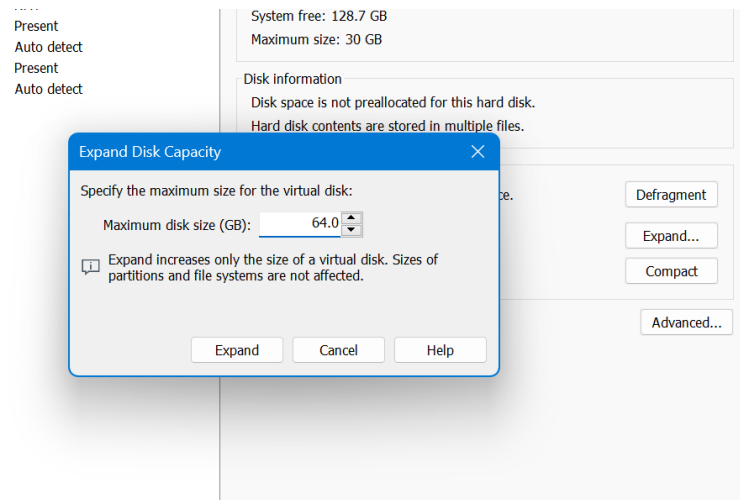 Present
Auto detect
Present
Auto detect
System free: 128.7 GB
Maximum size: 30 GB
Disk information
Disk space is not preallocated for this hard disk.
Hard disk contents are stored in multiple files.
Expand Disk Capacity
Specify the maximum size for the virtual disk:
Maximum disk size (GB): 64.0
Expand increases only the size of a virtual disk. Sizes of
partitions and file systems are not affected.
Expand Cancel Help
Defragment
Expand...
Compact
Advanced...